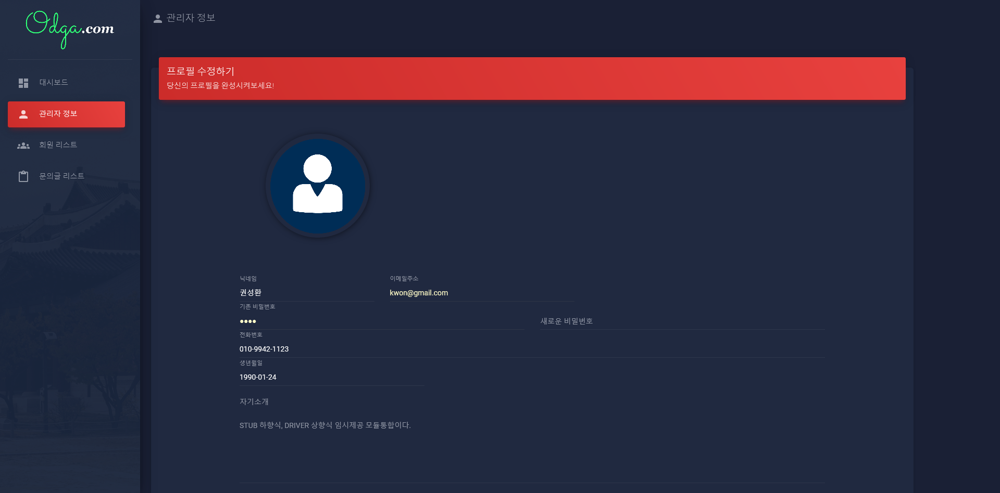 Odga.com
대시보드
관리자 정보
회원 리스트
문의글 리스트
관리자 정보
프로필 수정하기
당신의 프로필을 완성시켜보세요!
닉네임
이메일주소
권성환
kwon@gmail.com
기존 비밀번호
••••
새로운 비밀번호
전화번호
010-9942-1123
생년월일
1990-01-24
자기소개
STUB 하향식, DRIVER 상향식 임시제공 모듈통합이다.